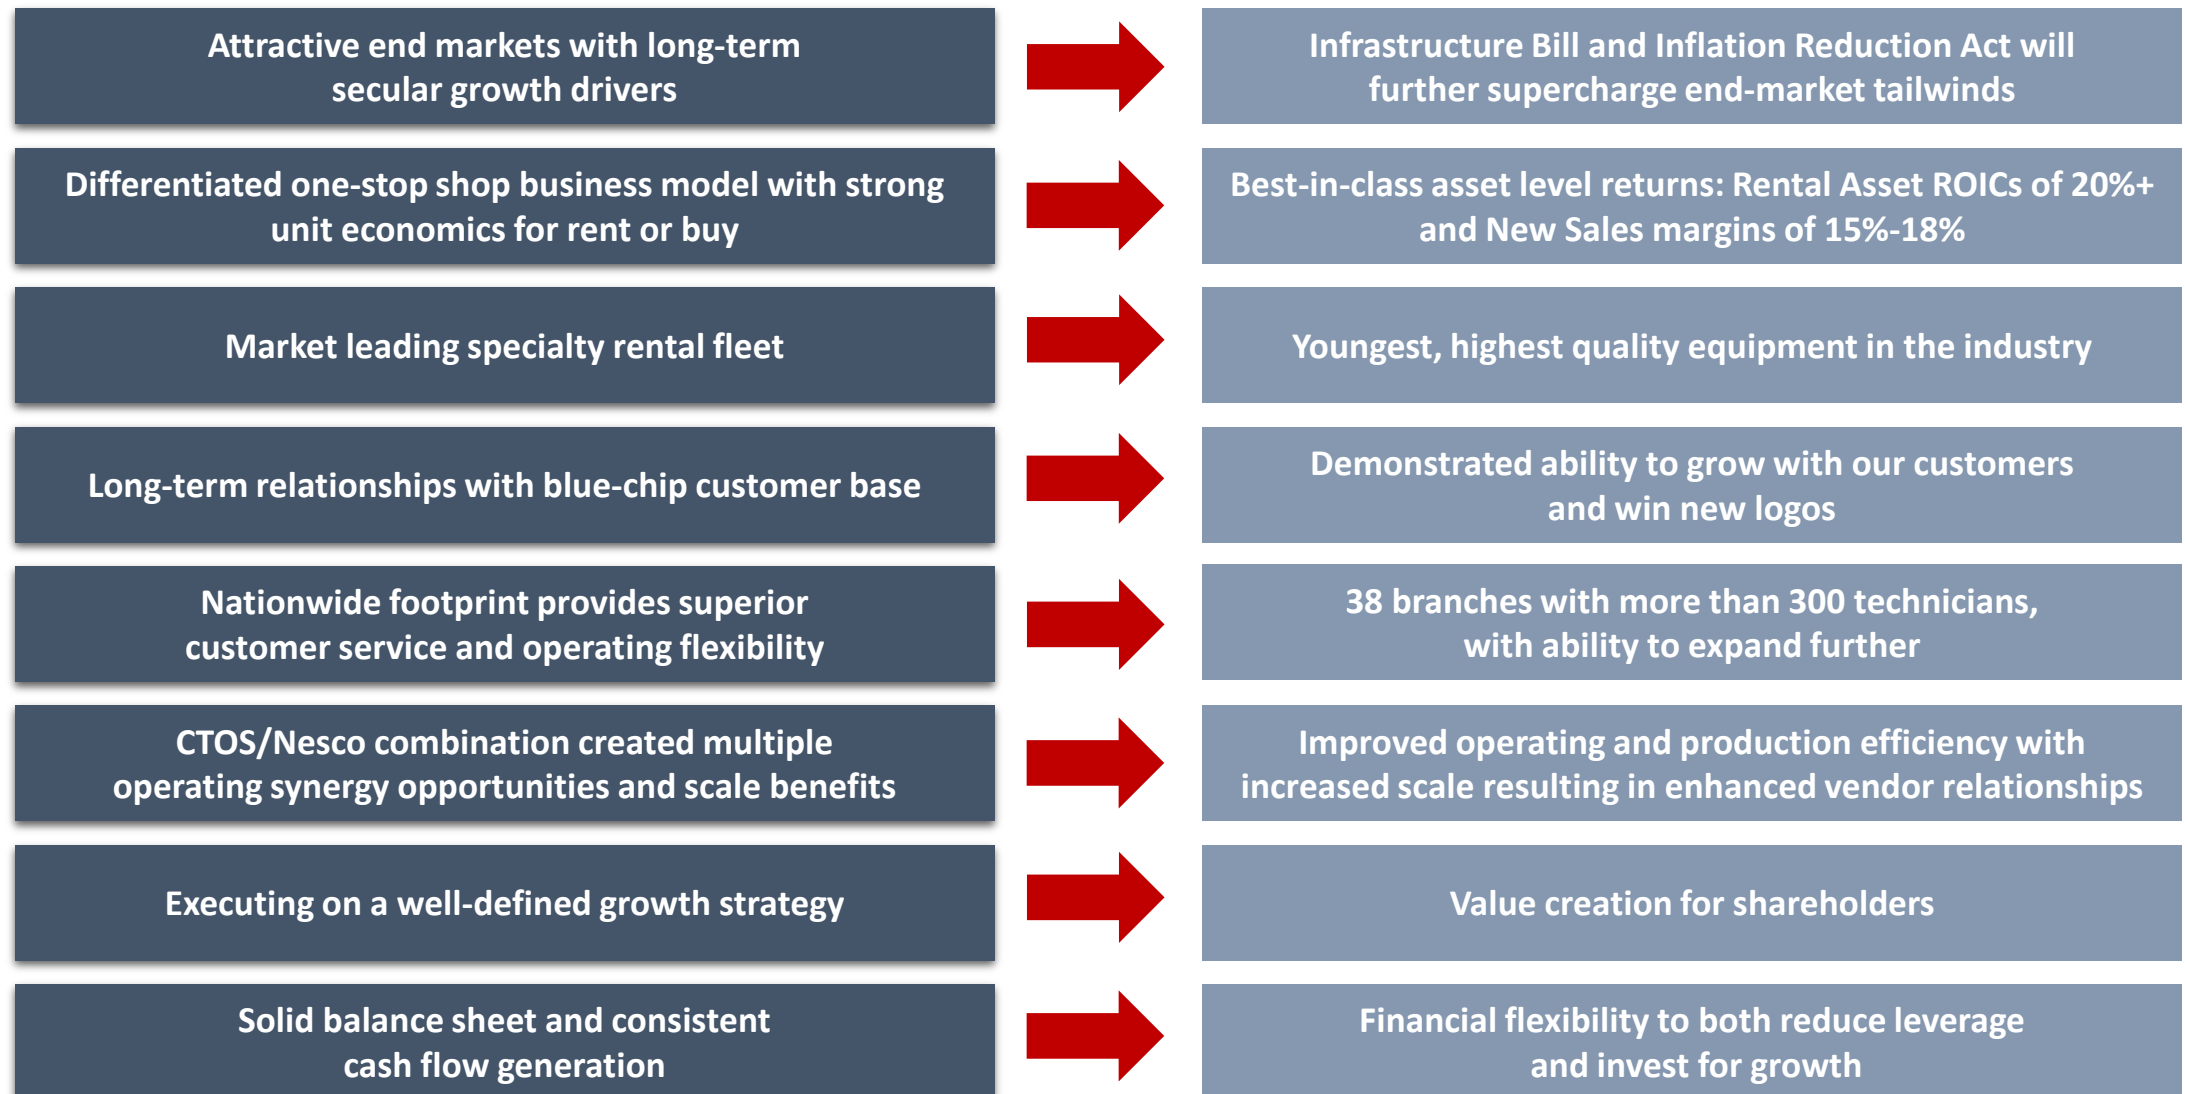 Attractive end markets with long-term
secular growth drivers
Infrastructure Bill and Inflation Reduction Act will
further supercharge end-market tailwinds
Differentiated one-stop shop business model with strong
unit economics for rent or buy
Best-in-class asset level returns: Rental Asset ROICs of 20%+
and New Sales margins of 15%-18%
Market leading specialty rental fleet
Youngest, highest quality equipment in the industry
Long-term relationships with blue-chip customer base
Demonstrated ability to grow with our customers
and win new logos
Nationwide footprint provides superior
customer service and operating flexibility
38 branches with more than 300 technicians,
with ability to expand further
CTOS/Nesco combination created multiple
operating synergy opportunities and scale benefits
Improved operating and production efficiency with
increased scale resulting in enhanced vendor relationships
Executing on a well-defined growth strategy
Value creation for shareholders
Solid balance sheet and consistent
cash flow generation
Financial flexibility to both reduce leverage
and invest for growth